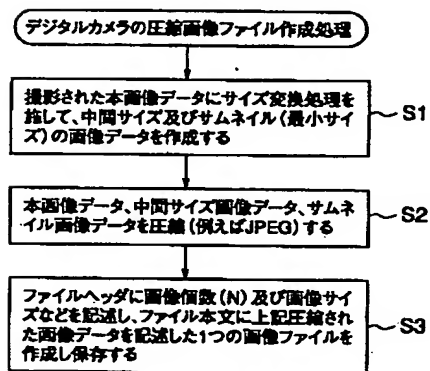 デジタルカメラの圧縮画像ファイル作成処理
撮影された本画像データにサイズ変換処理を
施して、中間サイズ及びサムネイル(最小サイ
ズ)の画像データを作成する
S1
本画像データ、中間サイズ画像データ、サムネ
イル画像データを圧縮(例えばJPEG)する
S2
ファイルヘッダに画像個数(N)及び画像サイ
ズなどを記述し、ファイル本文に上記圧縮され
た画像データを記述した1つの画像ファイルを
作成し保存する
S3